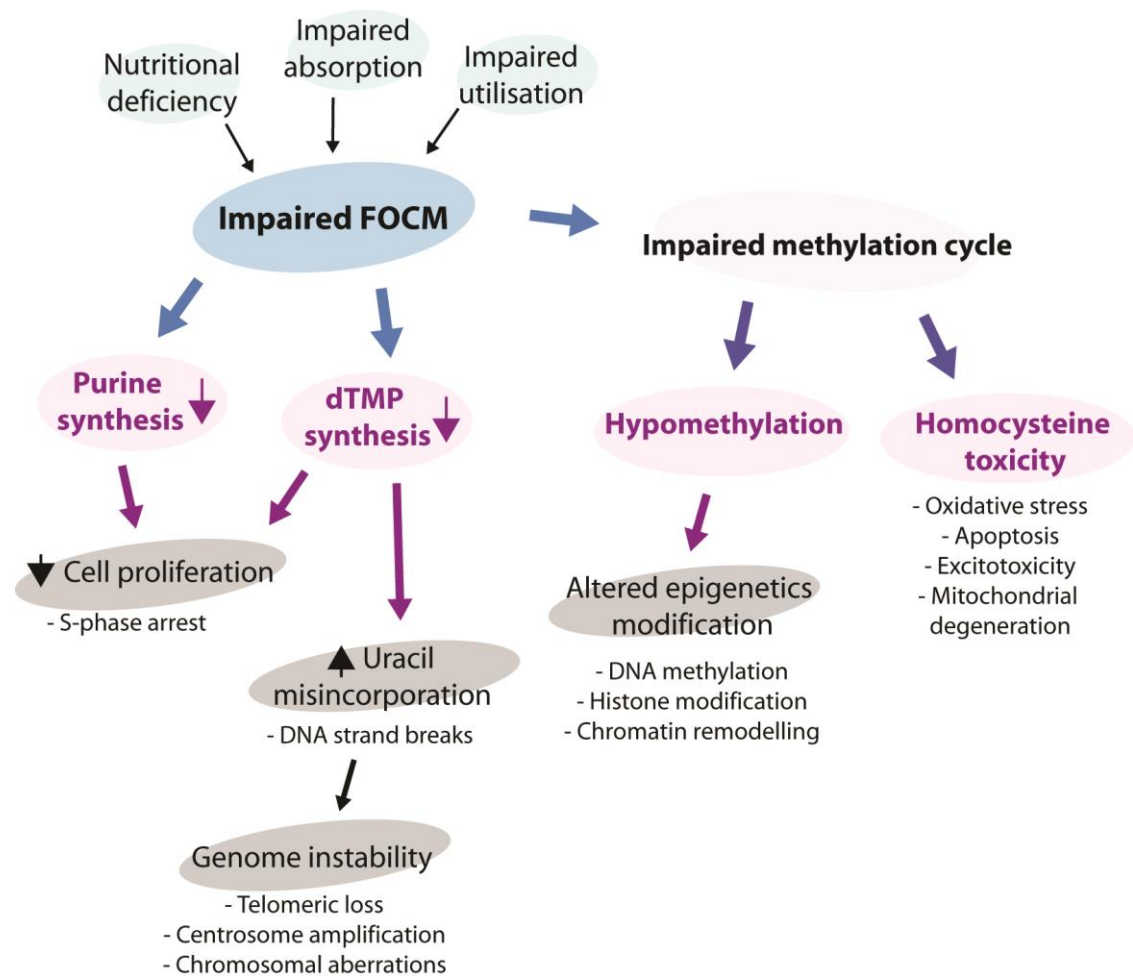 Nutritional
deficiency
Impaired
absorption
Impaired
utilisation
Impaired FOCM
Impaired methylation cycle
Purine
synthesis
dTMP
synthesis
Hypomethylation
Homocysteine
toxicity
- Oxidative stress
- Apoptosis
- Excitotoxicity
- Mitochondrial
degeneration
Cell proliferation
- S-phase arrest
Altered epigenetics
modification
- DNA methylation
- Histone modification
- Chromatin remodelling
Uracil
misincorporation
- DNA strand breaks
Genome instability
- Telomeric loss
- Centrosome amplification
- Chromosomal aberrations